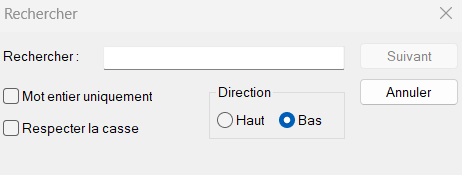 Rechercher
Rechercher : Suivant
Mot entier uniquement Direction Annuler
Respecter la casse Haut Bas